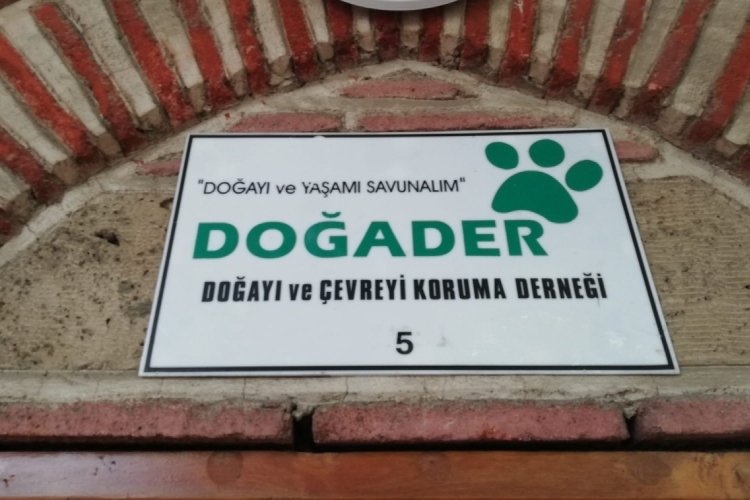 "DOĞAYI ve YAŞAMI SAVUNALIM"
DOĞADER
DOĞAYI ve ÇEVREYİ KORUMA DERNEĞİ
5